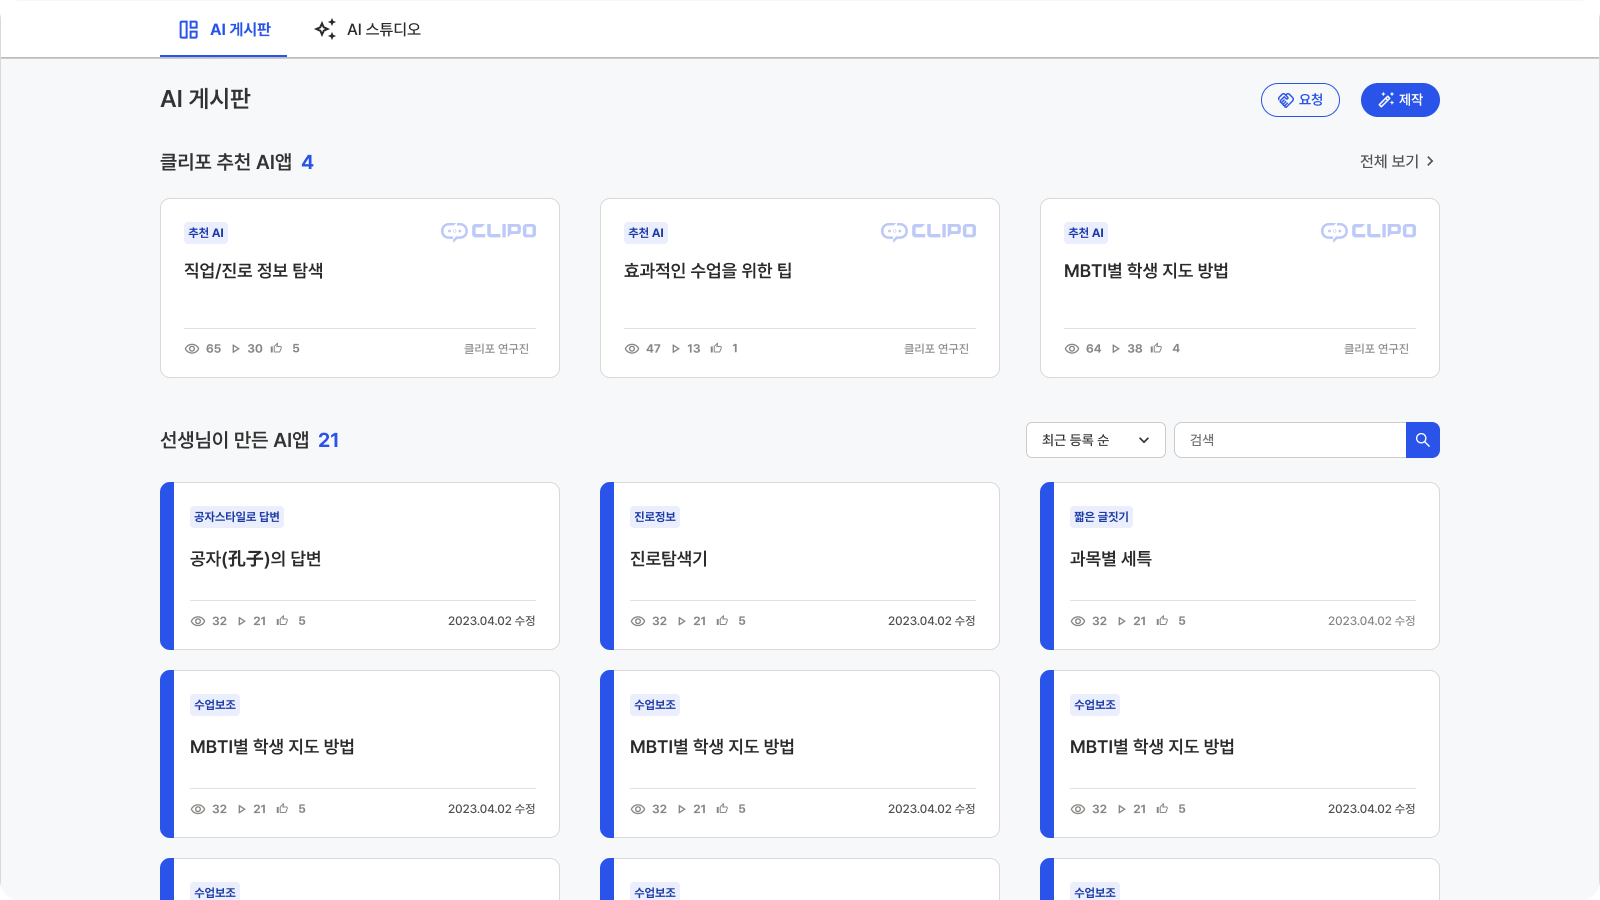 AI 게시판
AI 스튜디오
AI 게시판
요청
제작
클리포 추천 AI앱 4
전체 보기
추천 AI
CLIPO
직업/진로 정보 탐색
65 30 5
클리포 연구진
추천 AI
CLIPO
효과적인 수업을 위한 팁
47 13 1
클리포 연구진
추천 AI
CLIPO
MBTI별 학생 지도 방법
64 38 4
클리포 연구진
선생님이 만든 AI앱 21
최근 등록 순
검색
공자스타일로 답변
공자(孔子)의 답변
32 21 5
2023.04.02 수정
진로정보
진로탐색기
32 21 5
2023.04.02 수정
짧은 글짓기
과목별 세특
32 21 5
2023.04.02 수정
수업보조
MBTI별 학생 지도 방법
32 21 5
2023.04.02 수정
수업보조
MBTI별 학생 지도 방법
32 21 5
2023.04.02 수정
수업보조
MBTI별 학생 지도 방법
32 21 5
2023.04.02 수정
수업보조
수업보조
수업보조